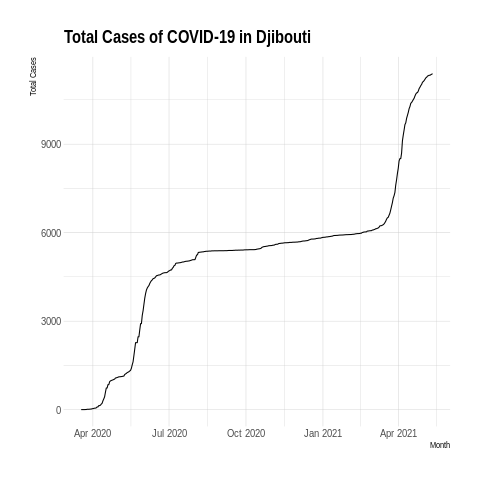 Total Cases of COVID-19 in Djibouti
Total Cases
9000
6000
3000
0
Apr 2020 Jul 2020 Oct 2020 Jan 2021 Apr 2021
Month